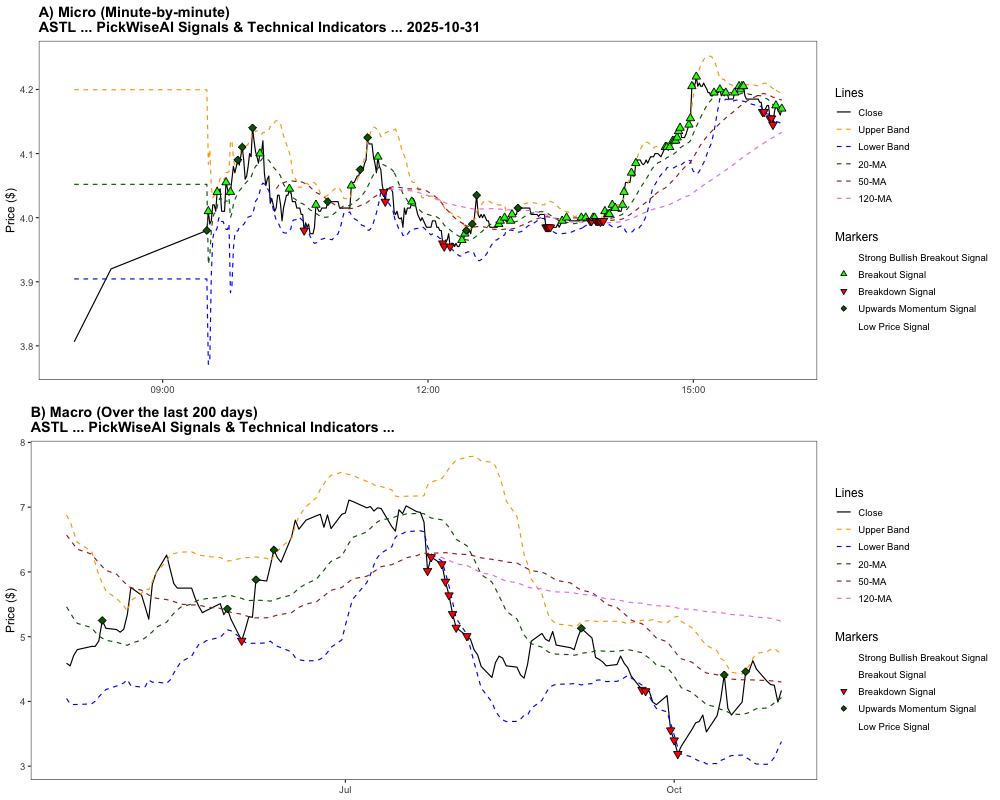 A) Micro (Minute-by-minute)
ASTL ... PickWiseAI Signals & Technical Indicators ... 2025-10-31
4.2
4.1
4.0
3.9
3.8
Price ($)
09:00
12:00
15:00
Lines
Close
Upper Band
Lower Band
20-MA
50-MA
120-MA
Markers
Strong Bullish Breakout Signal
Breakout Signal
Breakdown Signal
Upwards Momentum Signal
Low Price Signal
B) Macro (Over the last 200 days)
ASTL ... PickWiseAI Signals & Technical Indicators ...
8
7
6
5
4
3
Price ($)
Jul
Oct
Lines
Close
Upper Band
Lower Band
20-MA
50-MA
120-MA
Markers
Strong Bullish Breakout Signal
Breakout Signal
Breakdown Signal
Upwards Momentum Signal
Low Price Signal